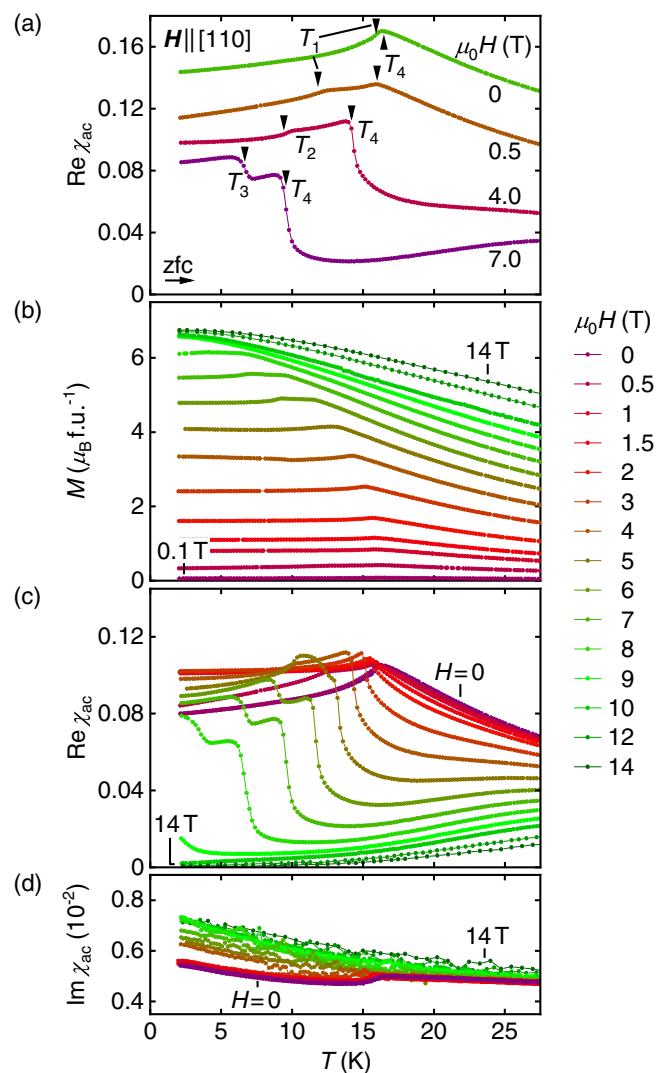 (a)
H||[110]
T1
μ0H (T)
0.16
T4
0
0.12
0.5
T2
T4
Re χac
0.08
T3
T4
4.0
0.04
7.0
zfc
0
(b)
14 T
6
M (μB f.u.-1)
4
2
0.1 T
0
(c)
0.12
H=0
Re χac
0.08
0.04
14 T
0
(d)
Im χac (10-2)
0.8
14 T
0.6
H=0
0.4
0 5 10 15 20 25
T (K)
μ0H (T)
0
0.5
1
1.5
2
3
4
5
6
7
8
9
10
12
14